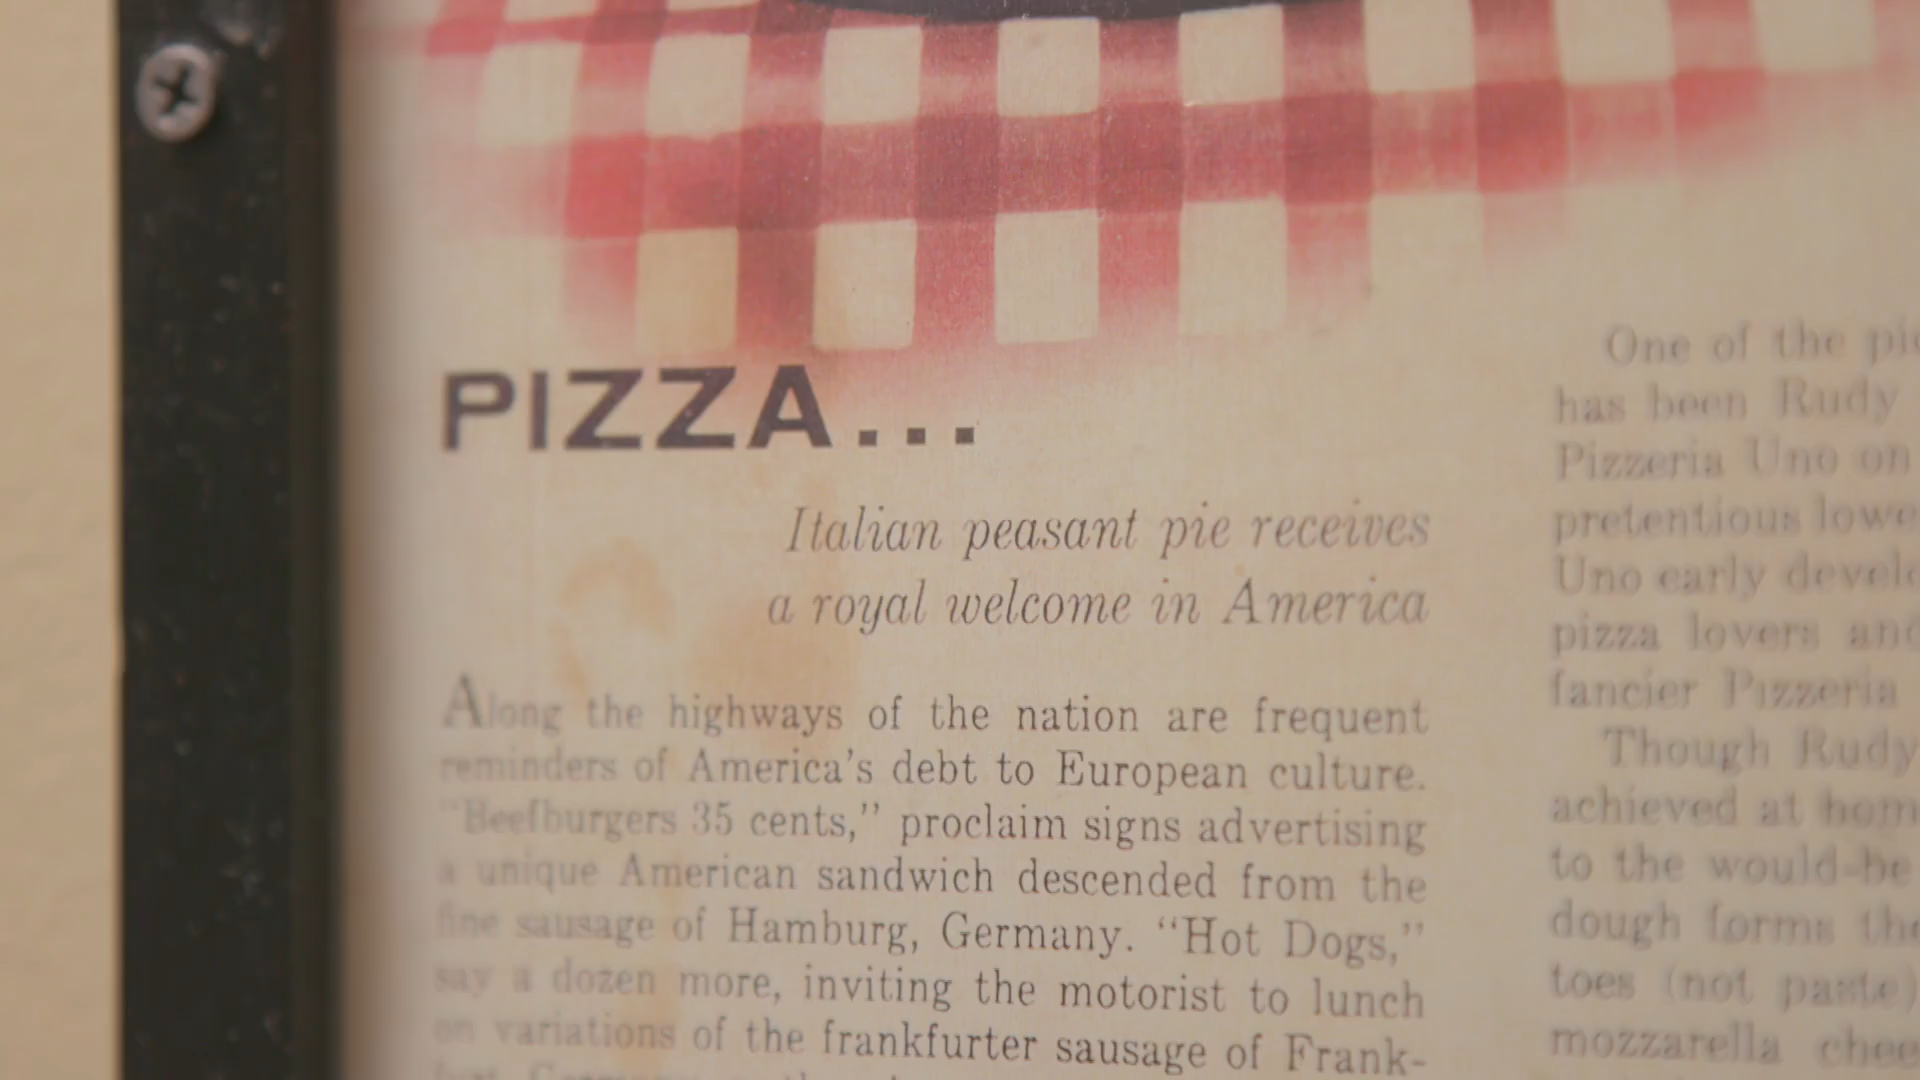 PIZZA...
Italian peasant pie receives
a royal welcome in America
Along the highways of the nation are frequent
reminders of America's debt to European culture.
"Beefburgers 35 cents," proclaim signs advertising
a unique American sandwich descended from the
fine sausage of Hamburg, Germany. "Hot Dogs,"
say a dozen more, inviting the motorist to lunch
on variations of the frankfurter sausage of Frank-
One of the
has been Rudy
Pizzeria Uno on
pretentious
Uno early
pizza lovers and
fancier Pizzeria
Though Rudy
achieved at
to the would-be
dough forms
toes (not paste)
mozzarella